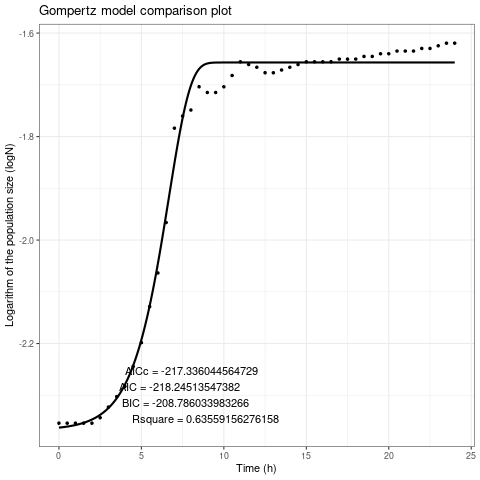 Gompertz model comparison plot
-1.6
-1.8
-2.0
-2.2
Logarithm of the population size (logN)
AICc = -217.336044564729
AIC = -218.24513547382
BIC = -208.786033983266
Rsquare = 0.63559156276158
0 5 10 15 20 25
Time (h)